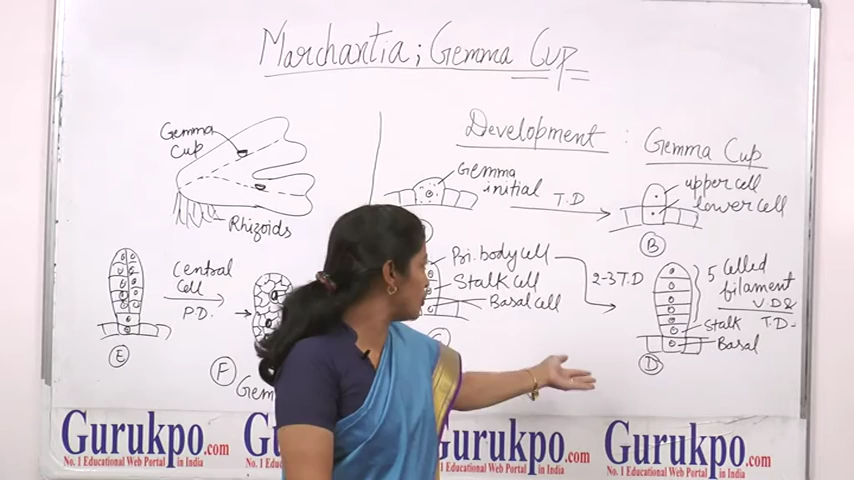 Marchantia; Gemma Cup
Development : Gemma Cup
Gemma
Cup
Rhizoids
Gemma
initial
T.D
upper cell
lower cell
B
Pri. body cell
Stalk cell
Basal cell
2-3 T.D
5 Celled
filament
V.D &
T.D-
Stalk
Basal
D
Central
Cell
P.D.
E
F
Gurukpo.com
No. 1 Educational Web Portal in India
Gurukpo.com
No. 1 Educational Web Portal in India
Gurukpo.com
No. 1 Educational Web Portal in India